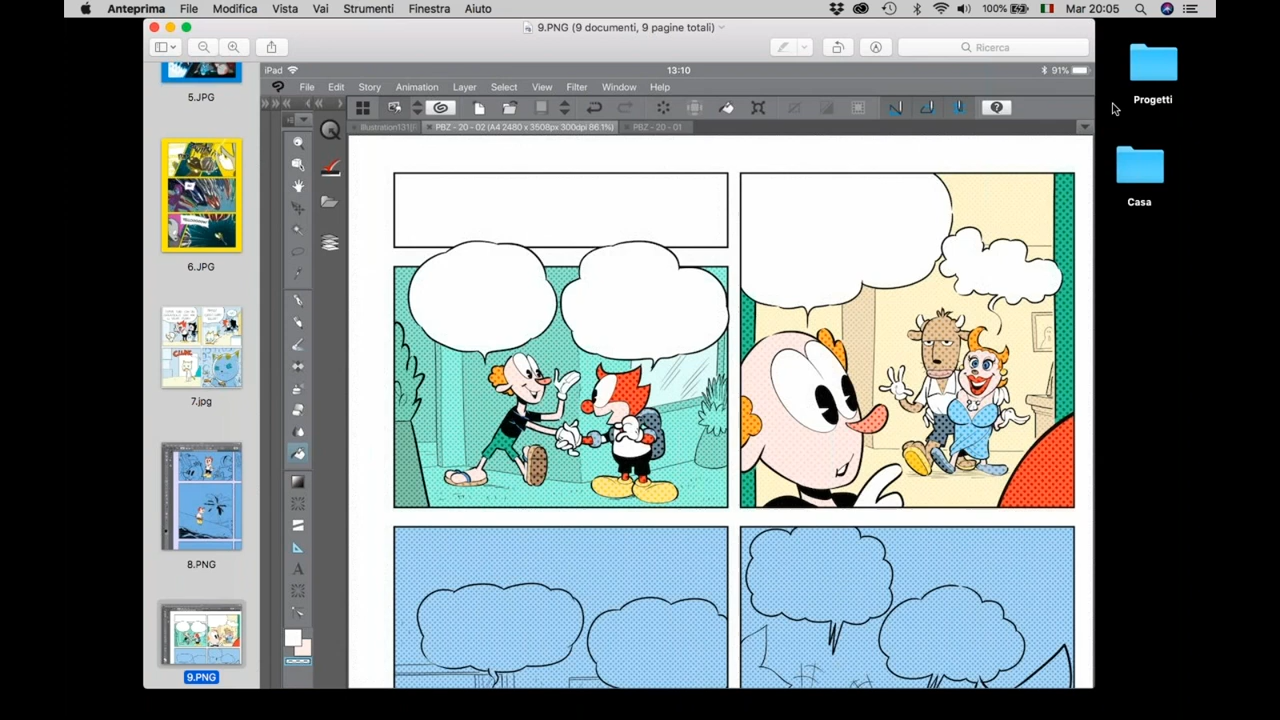 Anteprima File Modifica Vista Vai Strumenti Finestra Aiuto 100% Mar 20:05
9.PNG (9 documenti, 9 pagine totali)
Ricerca
iPad 13:10 91%
File Edit Story Animation Layer Select View Filter Window Help
Illustration131(F PBZ - 20 - 02 (A4 2480 x 3508px 300dpi 86.1%) PBZ - 20 - 01
5.JPG
6.JPG
7.jpg
8.PNG
9.PNG
A
Progetti
Casa